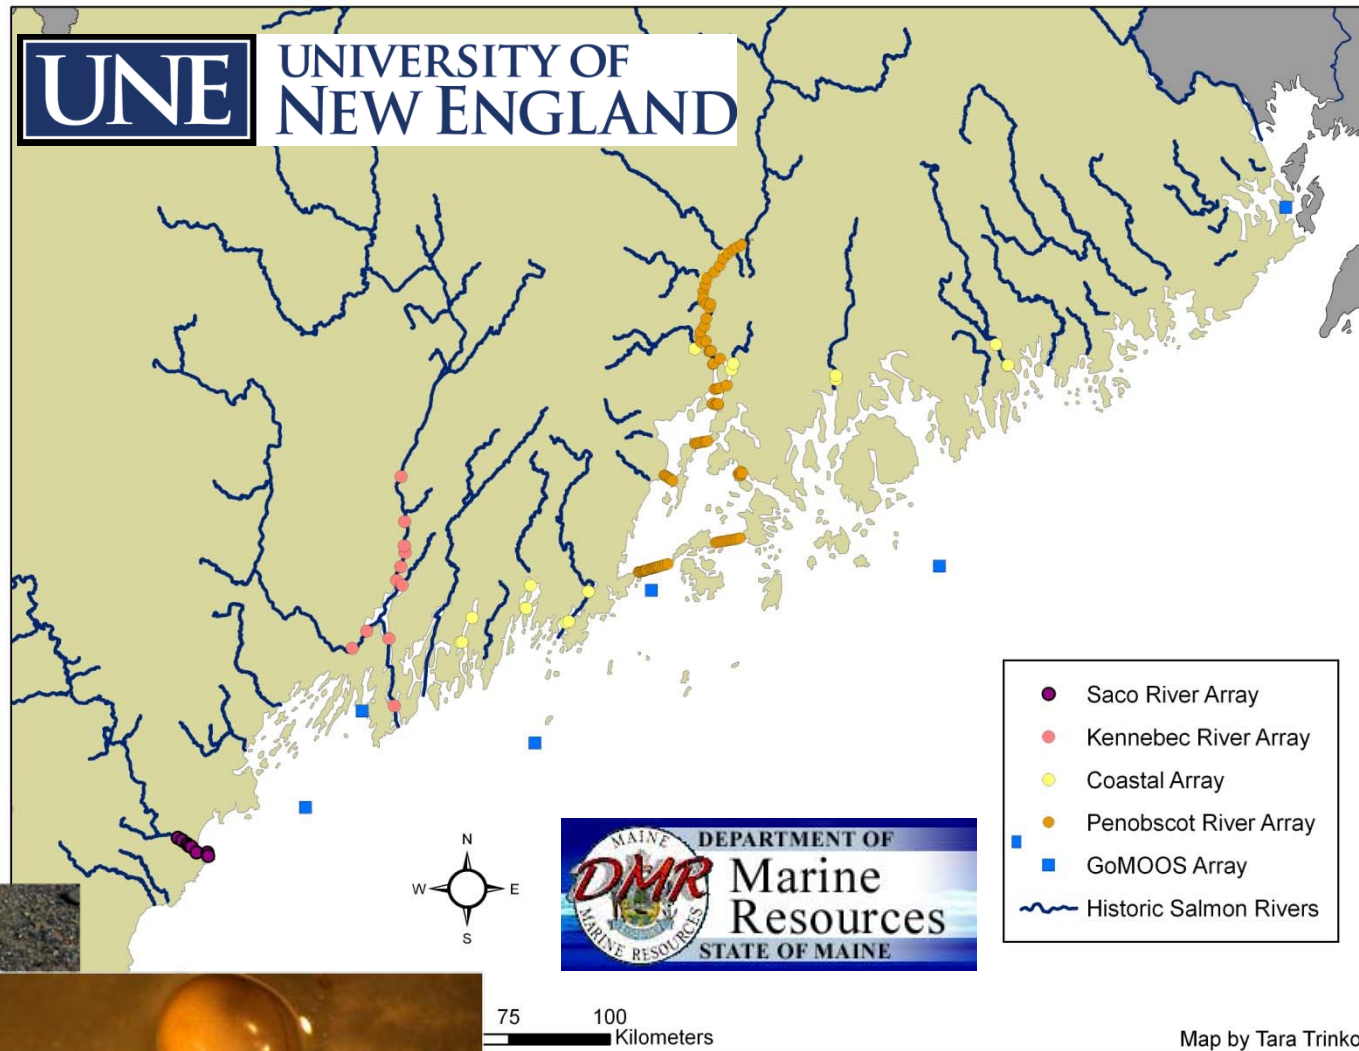 UNE
UNIVERSITY OF
NEW ENGLAND
Saco River Array
Kennebec River Array
Coastal Array
Penobscot River Array
GoMOOS Array
Historic Salmon Rivers
N
W
E
S
MAINE
DMR
MARINE RESOURCES
DEPARTMENT OF
Marine
Resources
STATE OF MAINE
75
100
Kilometers
Map by Tara Trinko